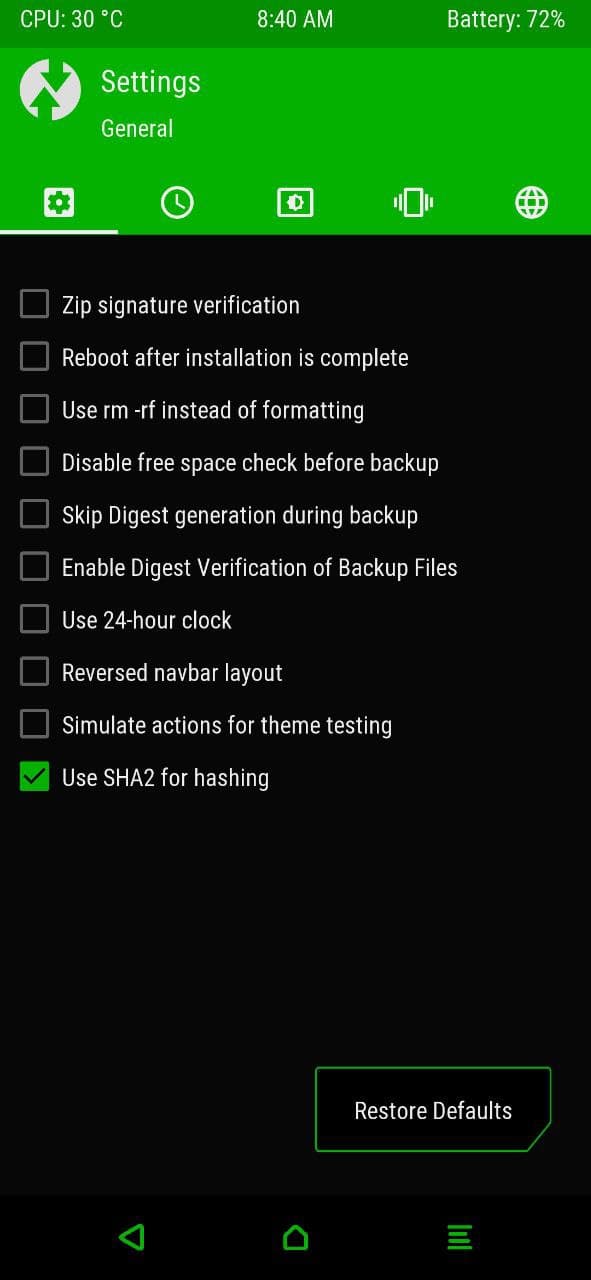 CPU: 30 °C 8:40 AM Battery: 72%
Settings
General
Zip signature verification
Reboot after installation is complete
Use rm -rf instead of formatting
Disable free space check before backup
Skip Digest generation during backup
Enable Digest Verification of Backup Files
Use 24-hour clock
Reversed navbar layout
Simulate actions for theme testing
Use SHA2 for hashing
Restore Defaults